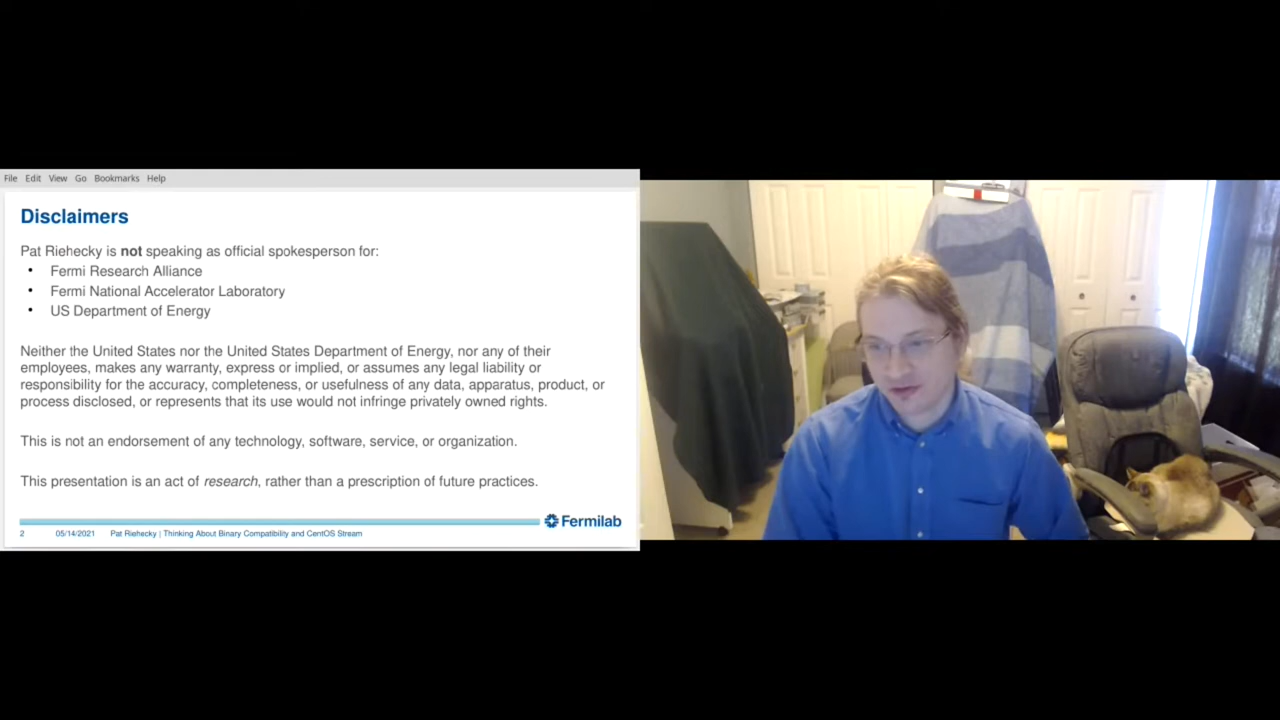 File Edit View Go Bookmarks Help
Disclaimers
Pat Riehecky is not speaking as official spokesperson for:
• Fermi Research Alliance
• Fermi National Accelerator Laboratory
• US Department of Energy
Neither the United States nor the United States Department of Energy, nor any of their
employees, makes any warranty, express or implied, or assumes any legal liability or
responsibility for the accuracy, completeness, or usefulness of any data, apparatus, product, or
process disclosed, or represents that its use would not infringe privately owned rights.
This is not an endorsement of any technology, software, service, or organization.
This presentation is an act of research, rather than a prescription of future practices.
Fermilab
2 05/14/2021 Pat Riehecky | Thinking About Binary Compatibility and CentOS Stream